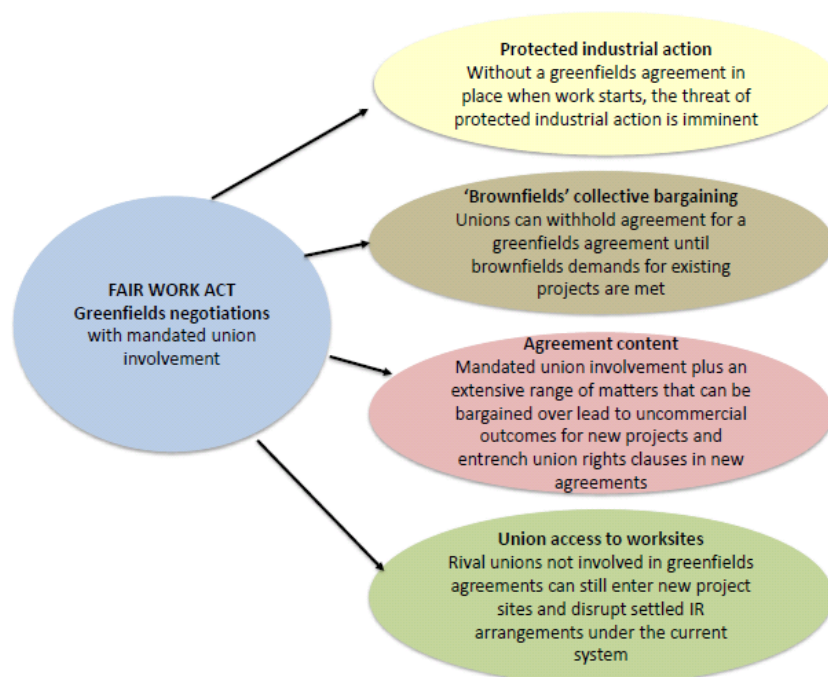 Protected industrial action
Without a greenfields agreement in
place when work starts, the threat of
protected industrial action is imminent
'Brownfields' collective bargaining
Unions can withhold agreement for a
greenfields agreement until
brownfields demands for existing
projects are met
FAIR WORK ACT
Greenfields negotiations
with mandated union
involvement
Agreement content
Mandated union involvement plus an
extensive range of matters that can be
bargained over lead to uncommercial
outcomes for new projects and
entrench union rights clauses in new
agreements
Union access to worksites
Rival unions not involved in greenfields
agreements can still enter new project
sites and disrupt settled IR
arrangements under the current
system